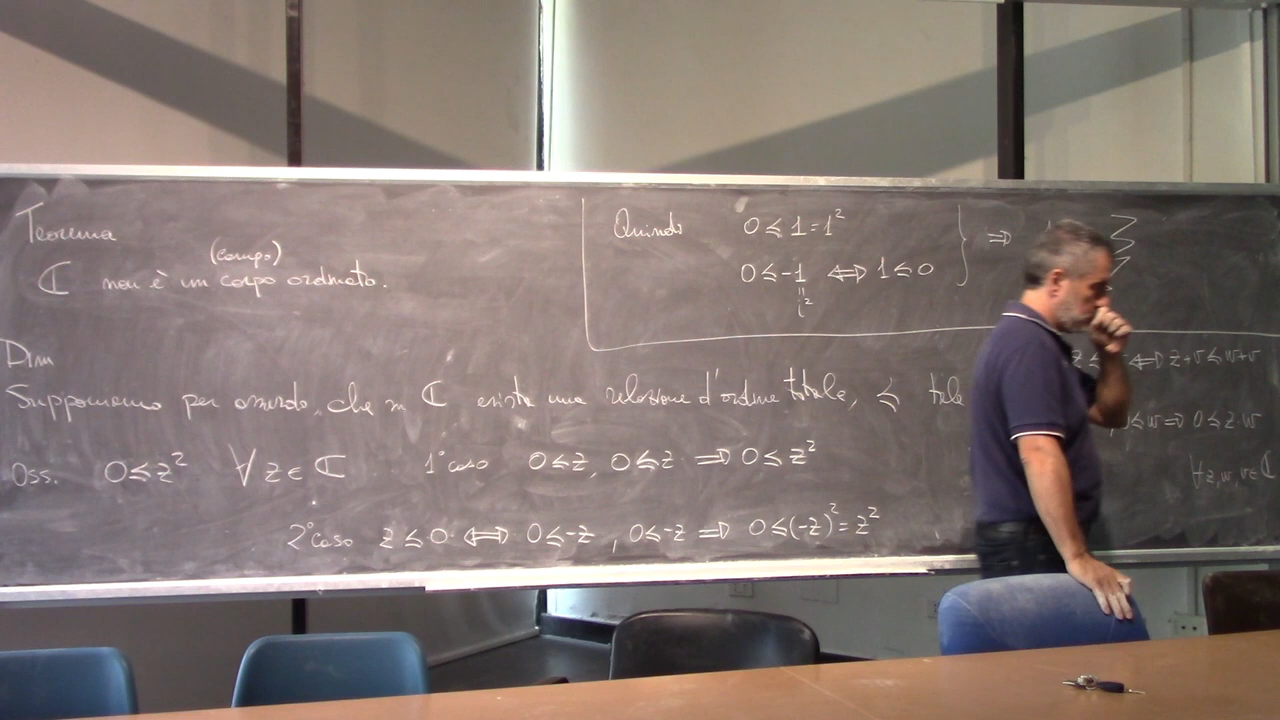 Teorema
(campo)
ℂ non è un corpo ordinato.
Quindi 0 ≤ 1 = 1²
0 ≤ -1 ⟺ 1 ≤ 0
" i²
} ⟹
Dim
Supponiamo per assurdo, che in ℂ esista una relazione d'ordine totale, ≤ tale
⟺ z+v ≤ w+v
≤ w ⟹ 0 ≤ z·w
∀ z, w, v ∈ ℂ
Oss. 0 ≤ z² ∀ z ∈ ℂ 1° caso 0 ≤ z, 0 ≤ z ⟹ 0 ≤ z²
2° caso z ≤ 0 ⟺ 0 ≤ -z, 0 ≤ -z ⟹ 0 ≤ (-z)² = z²